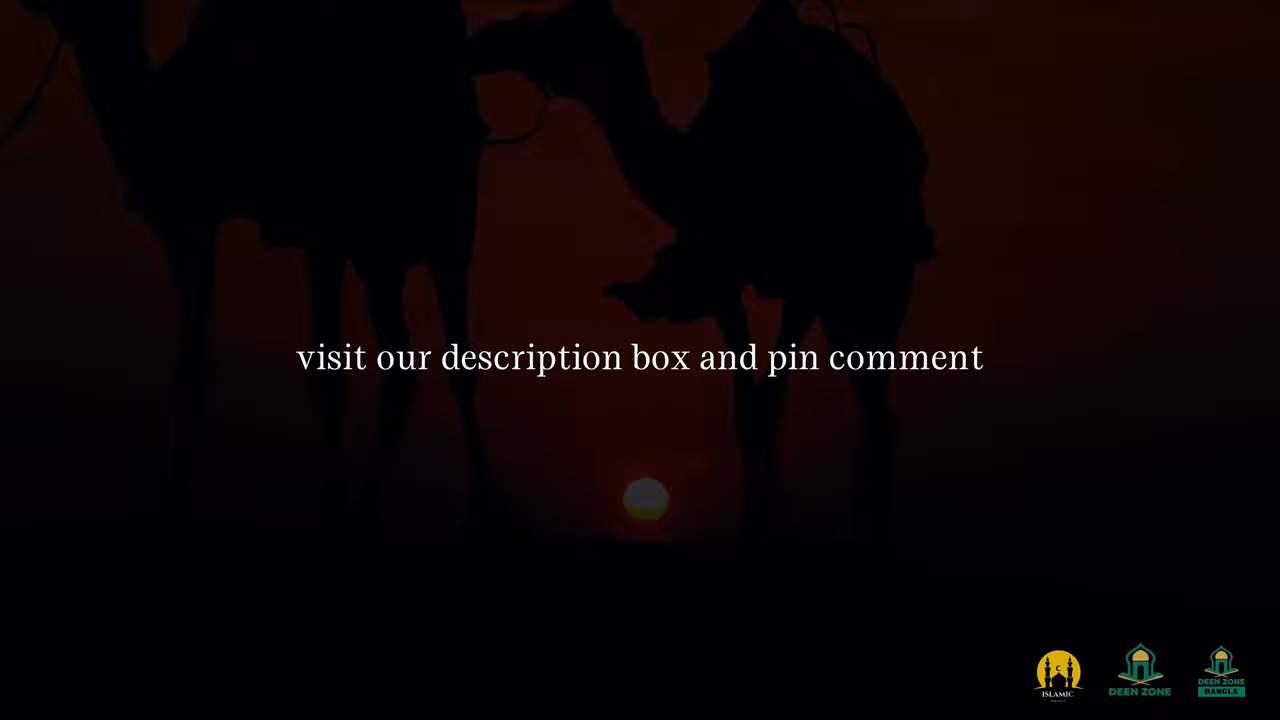 visit our description box and pin comment
ISLAMIC
DEEN ZONE
DEEN ZONE
BANGLA